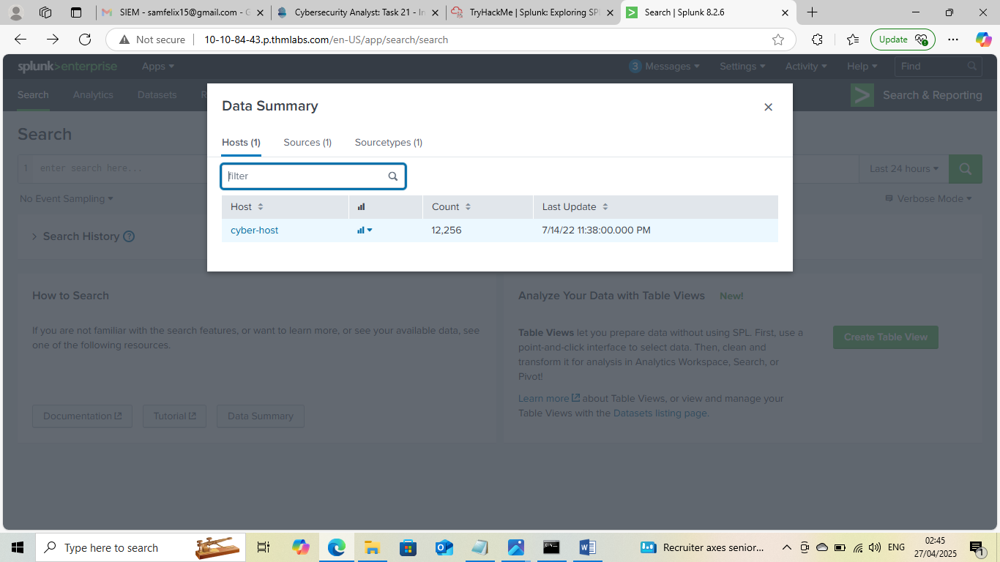 SIEM - samfelix15@gmail.com - G
Cybersecurity Analyst: Task 21 - In
TryHackMe | Splunk: Exploring SP
Search | Splunk 8.2.6
Not secure
10-10-84-43.p.thmlabs.com/en-US/app/search/search
Update
splunk>enterprise
Apps
3 Messages
Settings
Activity
Help
Find
Search
Analytics
Datasets
R
Search & Reporting
Data Summary
Hosts (1)
Sources (1)
Sourcetypes (1)
filter
Host
Count
Last Update
cyber-host
12,256
7/14/22 11:38:00.000 PM
Search
1
enter search here...
Last 24 hours
No Event Sampling
Verbose Mode
Search History ?
How to Search
If you are not familiar with the search features, or want to learn more, or see your available data, see
one of the following resources.
Documentation
Tutorial
Data Summary
Analyze Your Data with Table Views New!
Table Views let you prepare data without using SPL. First, use a
point-and-click interface to select data. Then, clean and
transform it for analysis in Analytics Workspace, Search, or
Pivot!
Learn more about Table Views, or view and manage your
Table Views with the Datasets listing page.
Create Table View
Type here to search
Recruiter axes senior...
ENG
02:45
27/04/2025
1